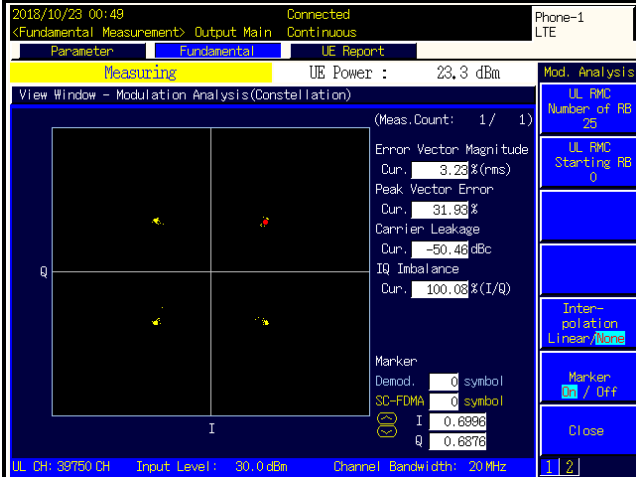 2018/10/23 00:49 Connected Phone-1
<Fundamental Measurement> Output Main Continuous LTE
Parameter Fundamental UE Report
Measuring UE Power : 23.3 dBm Mod. Analysis
View Window - Modulation Analysis(Constellation)
UL RMC
Number of RB
25
(Meas.Count: 1/ 1)
Error Vector Magnitude
Cur. 3.23 %(rms)
UL RMC
Starting RB
0
Peak Vector Error
Cur. 31.93 %
Carrier Leakage
Cur. -50.46 dBc
IQ Imbalance
Cur. 100.08 %(I/Q)
Q
I
Inter-
polation
Linear/None
Marker
Demod. 0 symbol
SC-FDMA 0 symbol
I 0.6996
Q 0.6876
Marker
On / Off
Close
UL CH: 39750 CH Input Level: 30.0 dBm Channel Bandwidth: 20 MHz 1 2